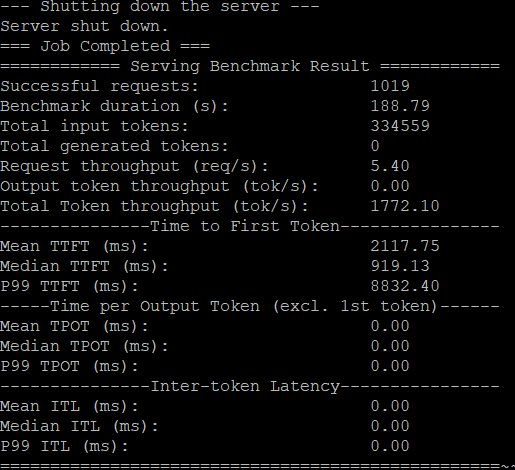 --- Shutting down the server ---
Server shut down.
=== Job Completed ===
============ Serving Benchmark Result ============
Successful requests: 1019
Benchmark duration (s): 188.79
Total input tokens: 334559
Total generated tokens: 0
Request throughput (req/s): 5.40
Output token throughput (tok/s): 0.00
Total Token throughput (tok/s): 1772.10
---------------Time to First Token----------------
Mean TTFT (ms): 2117.75
Median TTFT (ms): 919.13
P99 TTFT (ms): 8832.40
-----Time per Output Token (excl. 1st token)------
Mean TPOT (ms): 0.00
Median TPOT (ms): 0.00
P99 TPOT (ms): 0.00
---------------Inter-token Latency----------------
Mean ITL (ms): 0.00
Median ITL (ms): 0.00
P99 ITL (ms): 0.00
==================================================~~